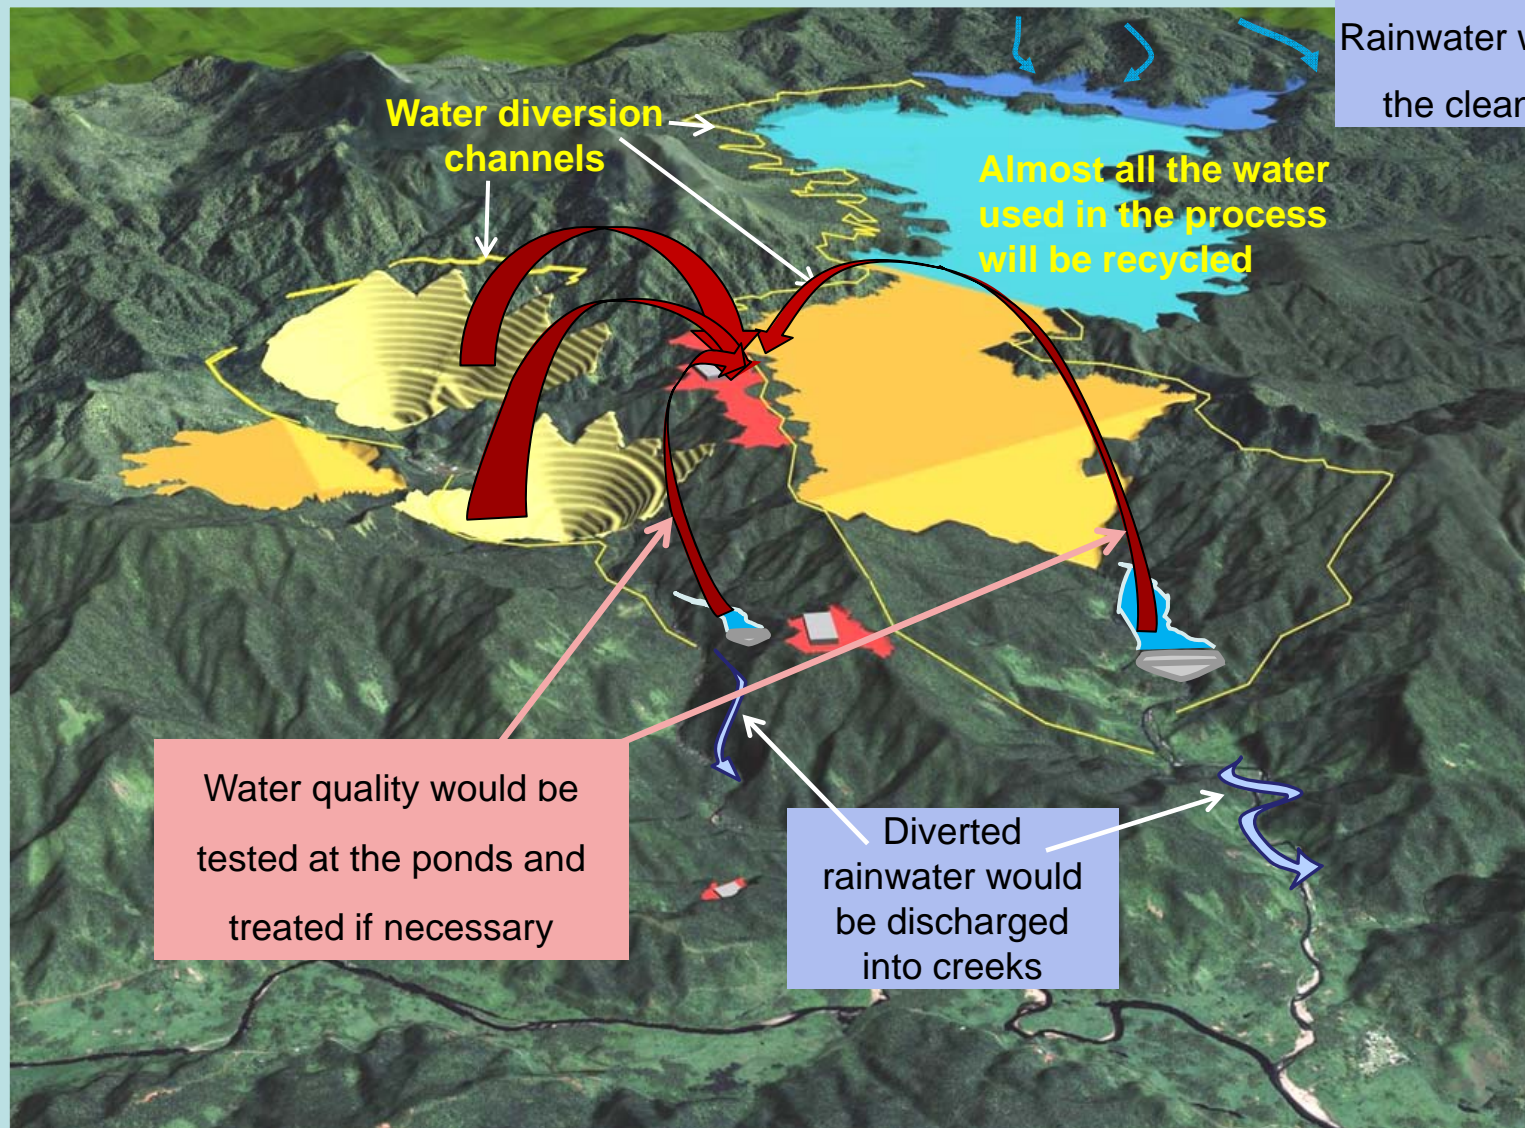 Rainwater w
the clear
Water diversion
channels
Almost all the water
used in the process
will be recycled
Water quality would be
tested at the ponds and
treated if necessary
Diverted
rainwater would
be discharged
into creeks